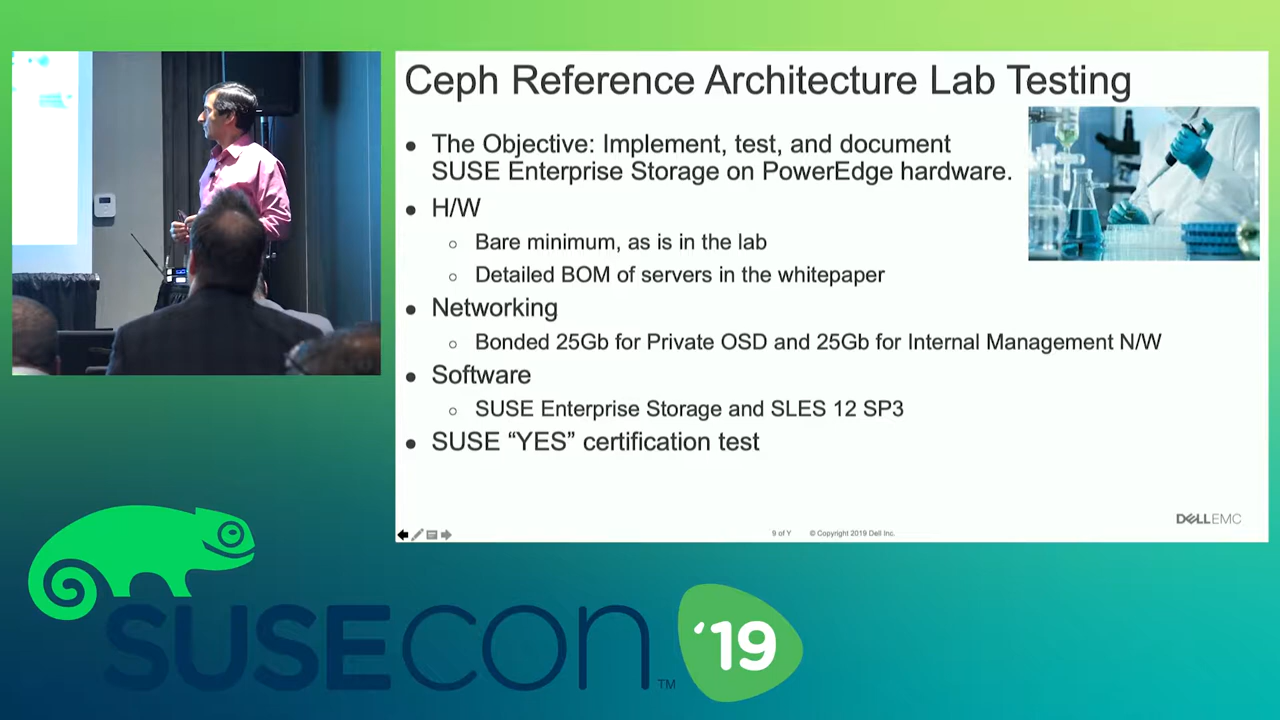 Ceph Reference Architecture Lab Testing
The Objective: Implement, test, and document
SUSE Enterprise Storage on PowerEdge hardware.
H/W
Bare minimum, as is in the lab
Detailed BOM of servers in the whitepaper
Networking
Bonded 25Gb for Private OSD and 25Gb for Internal Management N/W
Software
SUSE Enterprise Storage and SLES 12 SP3
SUSE “YES” certification test
DELLEMC
9 of Y © Copyright 2019 Dell Inc.
SUSECON TM '19